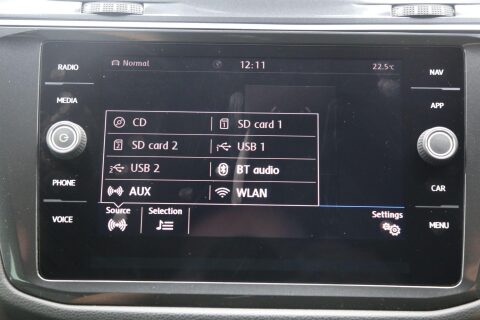 RADIO
MEDIA
PHONE
VOICE
Normal
12:11
22.5°C
CD
SD card 1
SD card 2
USB 1
USB 2
BT audio
AUX
WLAN
Source
Selection
Settings
NAV
APP
CAR
MENU